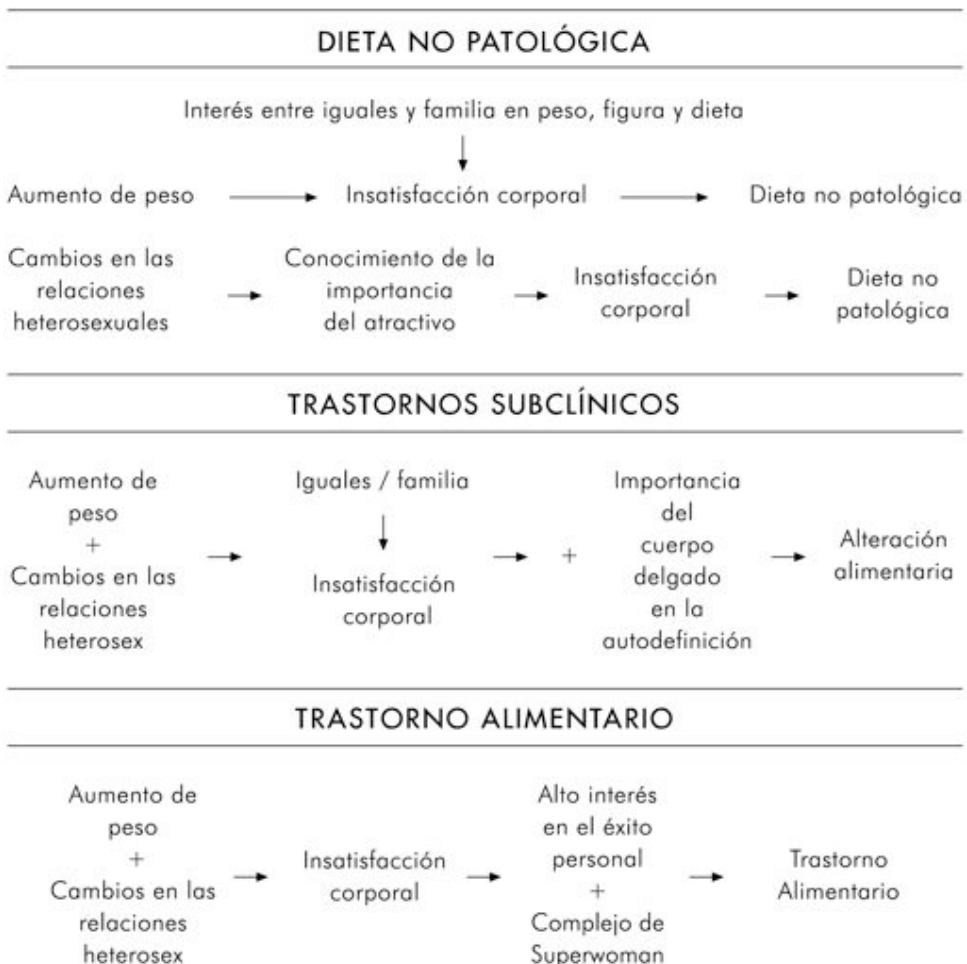 DIETA NO PATOLÓGICA
Interés entre iguales y familia en peso, figura y dieta
Aumento de peso
Insatisfacción corporal
Dieta no patológica
Cambios en las
relaciones
heterosexuales
Conocimiento de la
importancia
del atractivo
Insatisfacción
corporal
Dieta no
patológica
TRASTORNOS SUBCLÍNICOS
Aumento de
peso
+
Cambios en las
relaciones
heterosex
Iguales / familia
Insatisfacción
corporal
+
Importancia
del
cuerpo
delgado
en la
autodefinición
Alteración
alimentaria
TRASTORNO ALIMENTARIO
Aumento de
peso
+
Cambios en las
relaciones
heterosex
Insatisfacción
corporal
Alto interés
en el éxito
personal
+
Complejo de
Superwoman
Trastorno
Alimentario